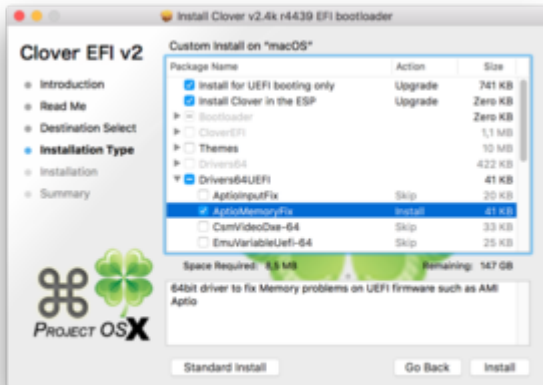 Install Clover v2.4k r4439 EFI bootloader
Clover EFI v2
Custom Install on "macOS"
Package Name Action Size
Introduction
Read Me
Destination Select
Installation Type
Installation
Summary
Install for UEFI booting only Upgrade 741 KB
Install Clover in the ESP Upgrade Zero KB
Bootloader Zero KB
CloverEFI 1,1 MB
Themes 10 MB
Drivers64 422 KB
Drivers64UEFI 41 KB
AptioInputFix Skip 20 KB
AptioMemoryFix Install 41 KB
CsmVideoDxe-64 Skip 33 KB
EmuVariableUefi-64 Skip 25 KB
Space Required: 8,5 MB Remaining: 147 GB
64bit driver to fix Memory problems on UEFI firmware such as AMI
Aptio
PROJECT OSX
Standard Install Go Back Install